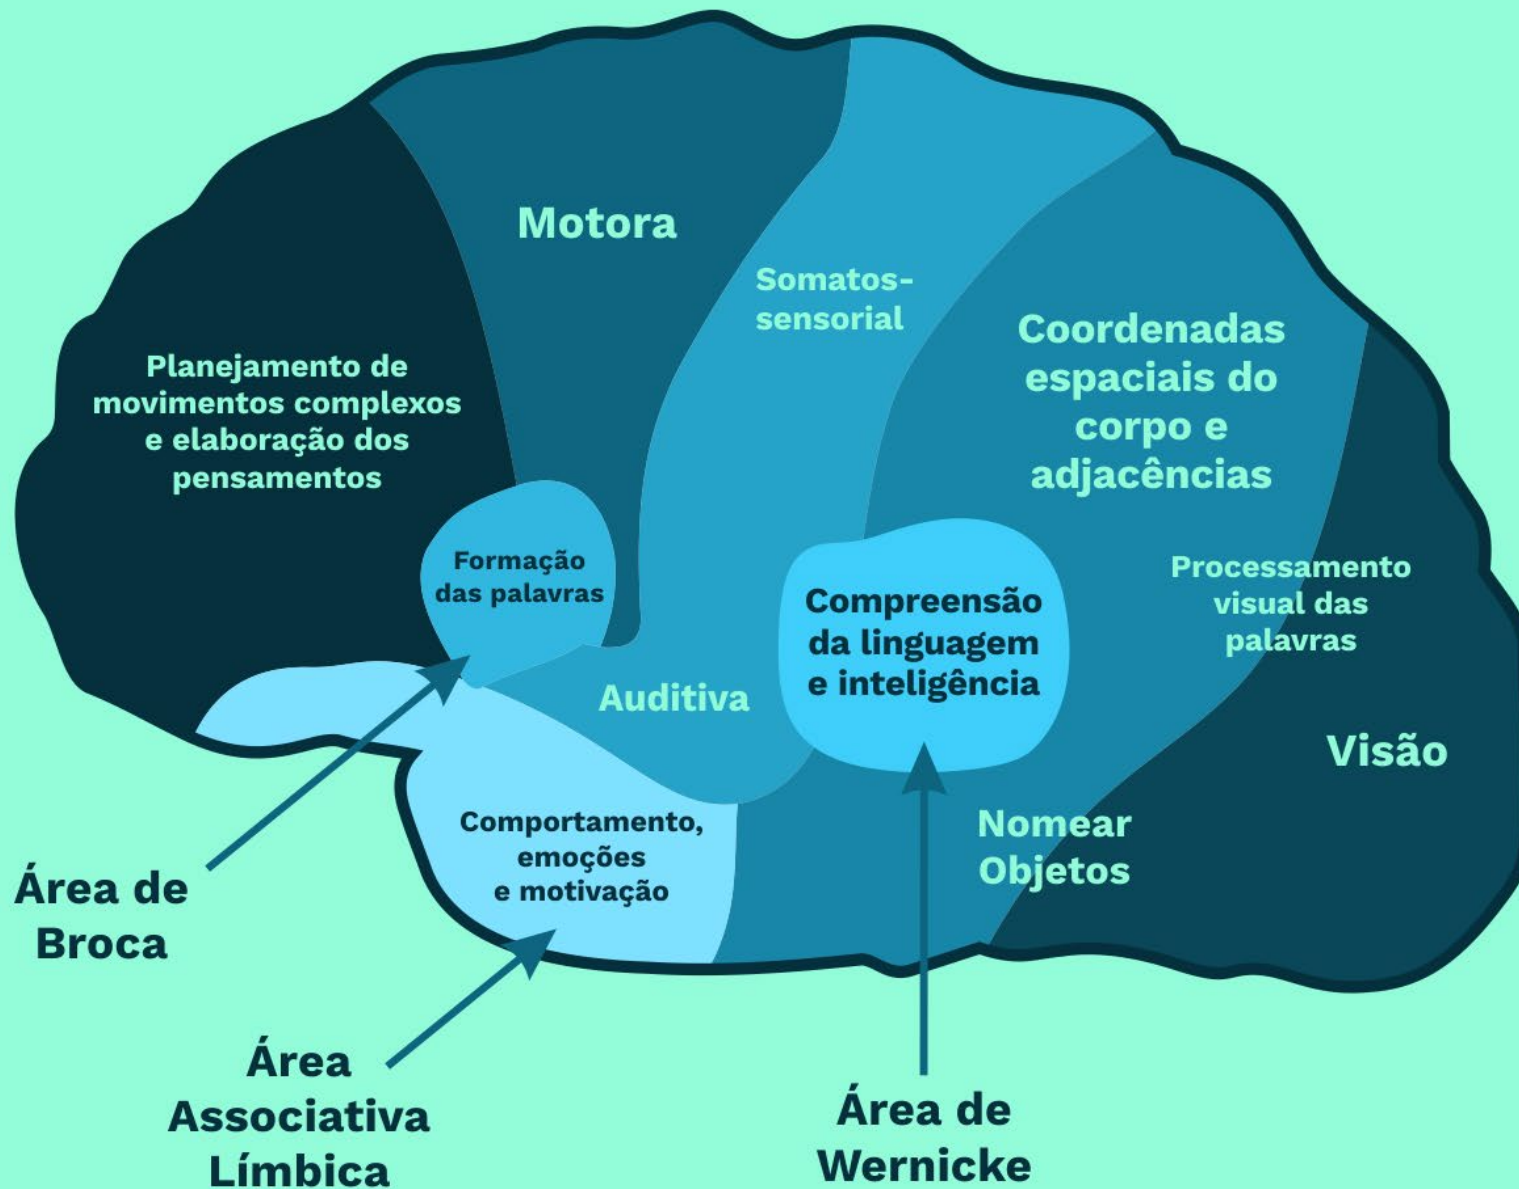 Motora
Somatos-
sensorial
Coordenadas
espaciais do
corpo e
adjacências
Planejamento de
movimentos complexos
e elaboração dos
pensamentos
Formação
das palavras
Compreensão
da linguagem
e inteligência
Processamento
visual das
palavras
Auditiva
Visão
Comportamento,
emoções
e motivação
Nomear
Objetos
Área de
Broca
Área
Associativa
Límbica
Área de
Wernicke